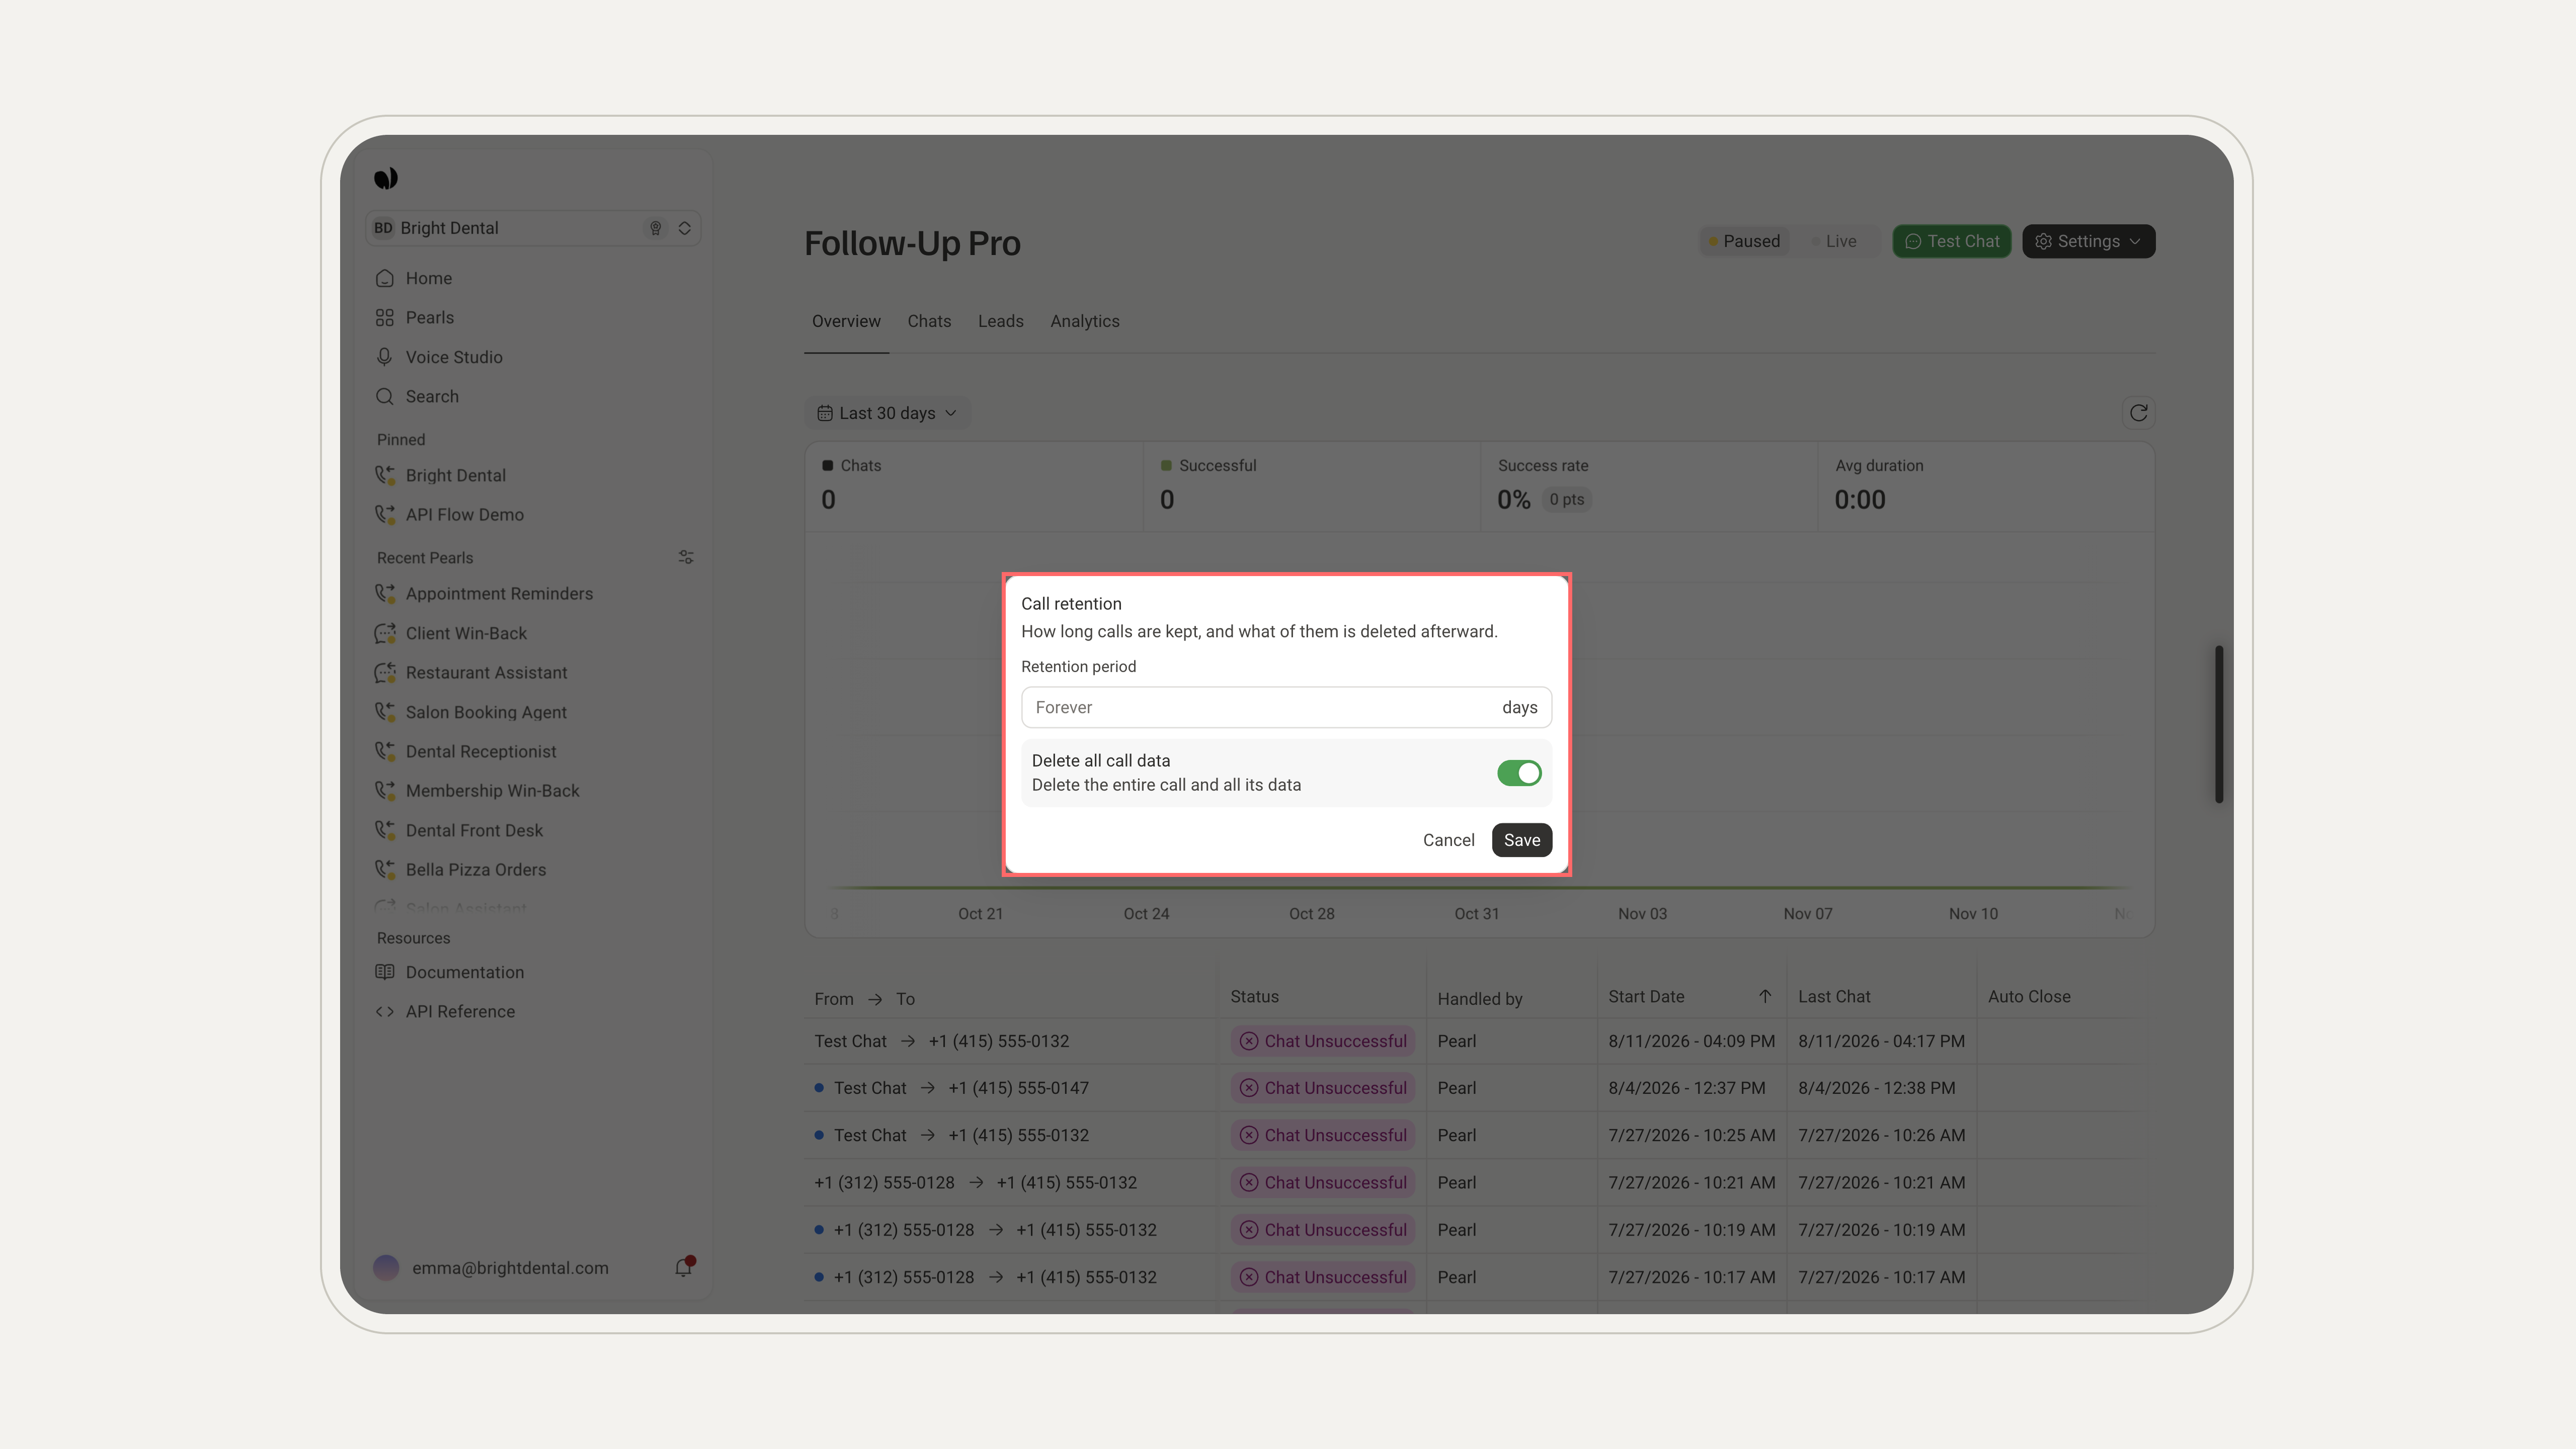 BD Bright Dental
Home
Pearls
Voice Studio
Search
Pinned
Bright Dental
API Flow Demo
Recent Pearls
Appointment Reminders
Client Win-Back
Restaurant Assistant
Salon Booking Agent
Dental Receptionist
Membership Win-Back
Dental Front Desk
Bella Pizza Orders
Salon Assistant
Resources
Documentation
API Reference
emma@brightdental.com
Follow-Up Pro
Paused Live Test Chat Settings
Overview Chats Leads Analytics
Last 30 days
Chats Successful Success rate Avg duration
0 0 0% 0 pts 0:00
Call retention
How long calls are kept, and what of them is deleted afterward.
Retention period
Forever days
Delete all call data
Delete the entire call and all its data
Cancel Save
8 Oct 21 Oct 24 Oct 28 Oct 31 Nov 03 Nov 07 Nov 10
From → To Status Handled by Start Date ↑ Last Chat Auto Close
Test Chat → +1 (415) 555-0132 Chat Unsuccessful Pearl 8/11/2026 - 04:09 PM 8/11/2026 - 04:17 PM
Test Chat → +1 (415) 555-0147 Chat Unsuccessful Pearl 8/4/2026 - 12:37 PM 8/4/2026 - 12:38 PM
Test Chat → +1 (415) 555-0132 Chat Unsuccessful Pearl 7/27/2026 - 10:25 AM 7/27/2026 - 10:26 AM
+1 (312) 555-0128 → +1 (415) 555-0132 Chat Unsuccessful Pearl 7/27/2026 - 10:21 AM 7/27/2026 - 10:21 AM
+1 (312) 555-0128 → +1 (415) 555-0132 Chat Unsuccessful Pearl 7/27/2026 - 10:19 AM 7/27/2026 - 10:19 AM
+1 (312) 555-0128 → +1 (415) 555-0132 Chat Unsuccessful Pearl 7/27/2026 - 10:17 AM 7/27/2026 - 10:17 AM